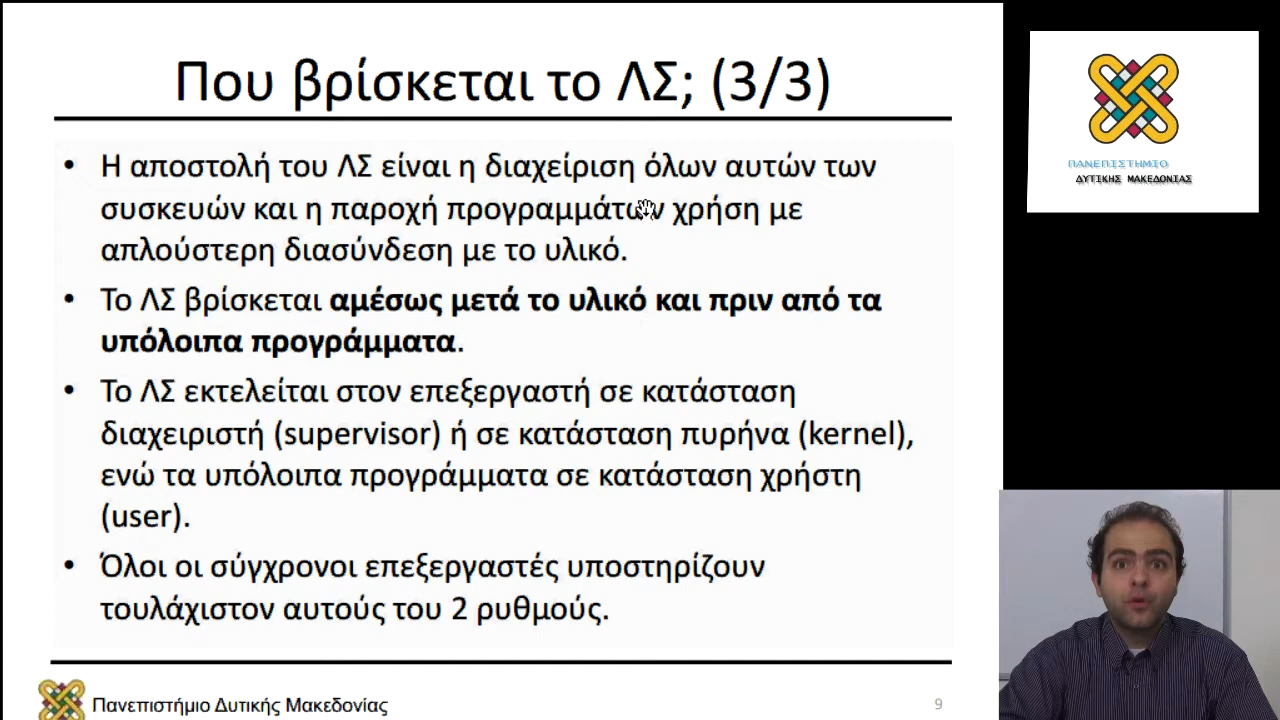 Που βρίσκεται το ΛΣ; (3/3)
• Η αποστολή του ΛΣ είναι η διαχείριση όλων αυτών των
συσκευών και η παροχή προγραμμάτων χρήση με
απλούστερη διασύνδεση με το υλικό.
• Το ΛΣ βρίσκεται αμέσως μετά το υλικό και πριν από τα
υπόλοιπα προγράμματα.
• Το ΛΣ εκτελείται στον επεξεργαστή σε κατάσταση
διαχειριστή (supervisor) ή σε κατάσταση πυρήνα (kernel),
ενώ τα υπόλοιπα προγράμματα σε κατάσταση χρήστη
(user).
• Όλοι οι σύγχρονοι επεξεργαστές υποστηρίζουν
τουλάχιστον αυτούς του 2 ρυθμούς.
Πανεπιστήμιο Δυτικής Μακεδονίας
9
ΠΑΝΕΠΙΣΤΗΜΙΟ
ΔΥΤΙΚΗΣ ΜΑΚΕΔΟΝΙΑΣ